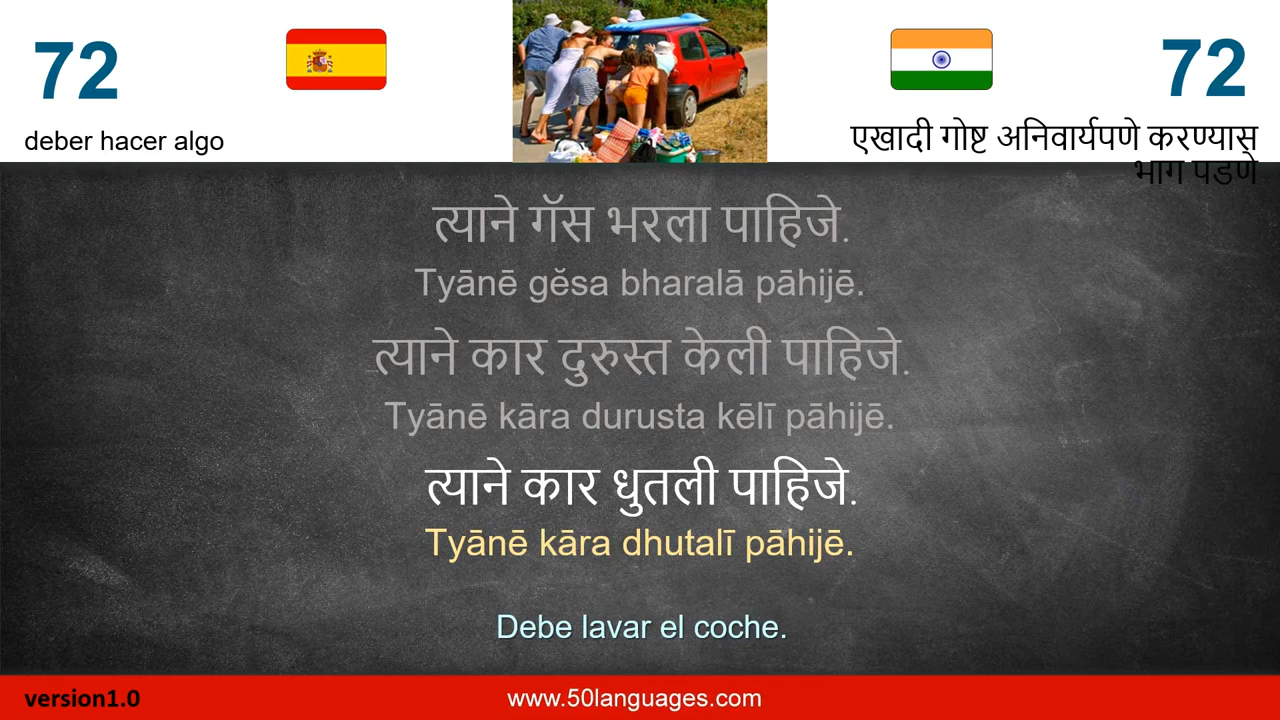 72
72
deber hacer algo
एखादी गोष्ट अनिवार्यपणे करण्यास
भाग पडणे
त्याने गॅस भरला पाहिजे.
Tyānē gĕsa bharalā pāhijē.
त्याने कार दुरुस्त केली पाहिजे.
Tyānē kāra durusta kēlī pāhijē.
त्याने कार धुतली पाहिजे.
Tyānē kāra dhutalī pāhijē.
Debe lavar el coche.
version1.0
www.50languages.com